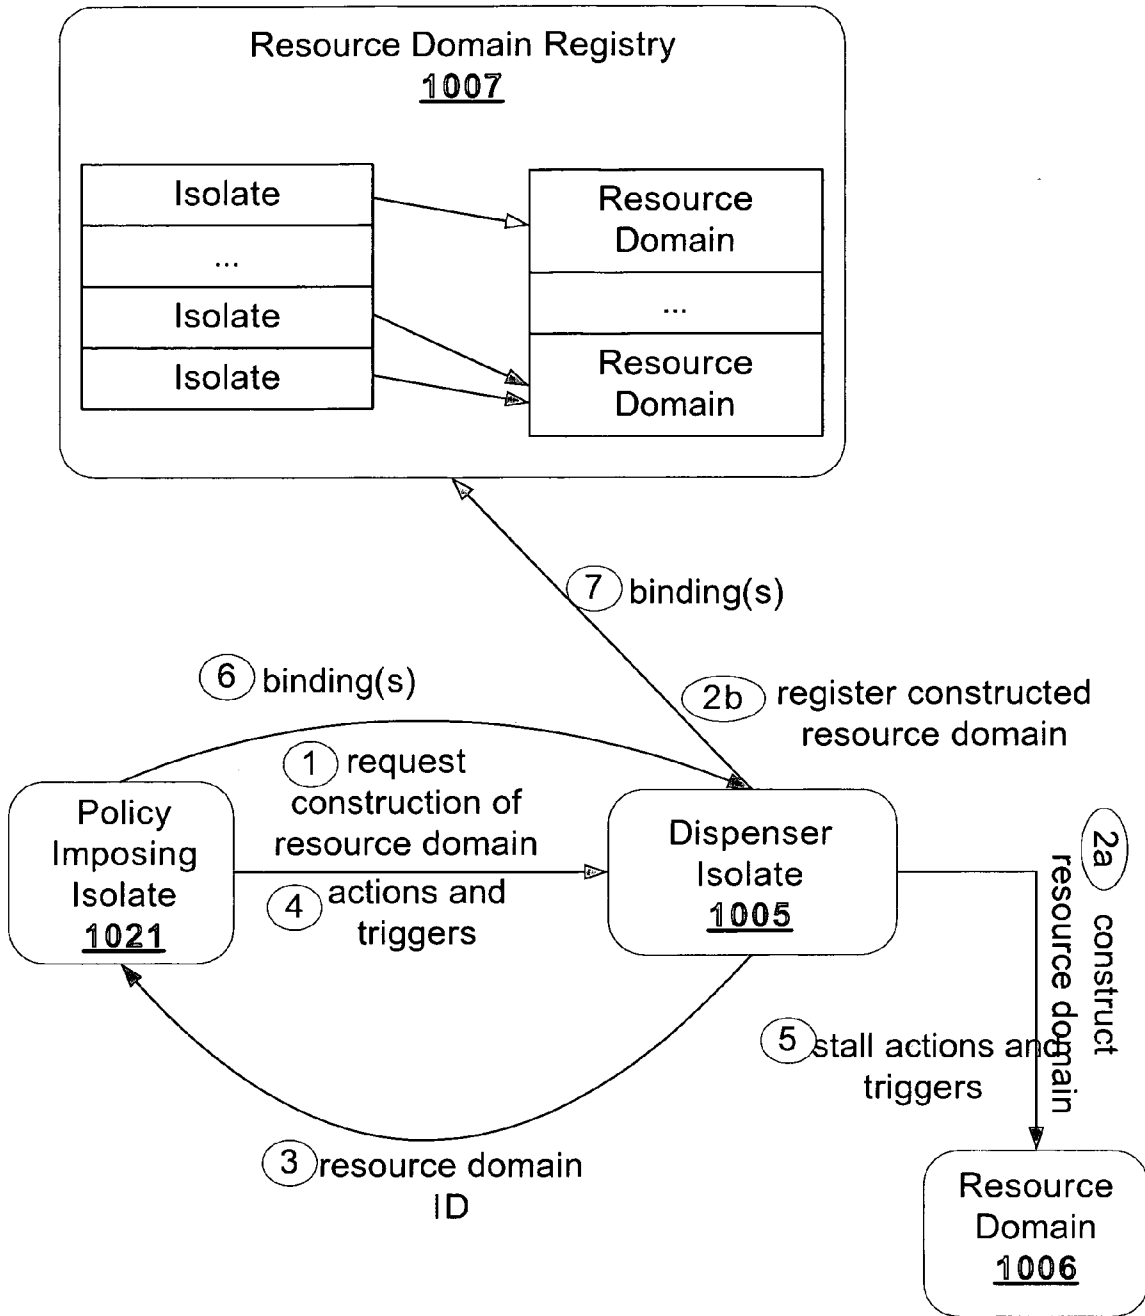 Resource Domain Registry
1007
Isolate
...
Isolate
Isolate
Resource
Domain
...
Resource
Domain
7 binding(s)
6 binding(s)
2b register constructed
resource domain
1 request
construction of
resource domain
4 actions and
triggers
Policy
Imposing
Isolate
1021
Dispenser
Isolate
1005
2a construct
resource domain
5 stall actions and
triggers
3 resource domain
ID
Resource
Domain
1006